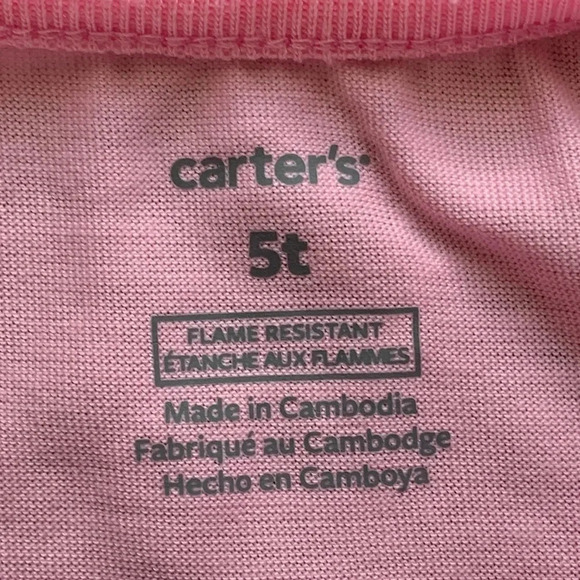 carter's
5t
FLAME RESISTANT
ÉTANCHE AUX FLAMMES
Made in Cambodia
Fabriqué au Cambodge
Hecho en Camboya